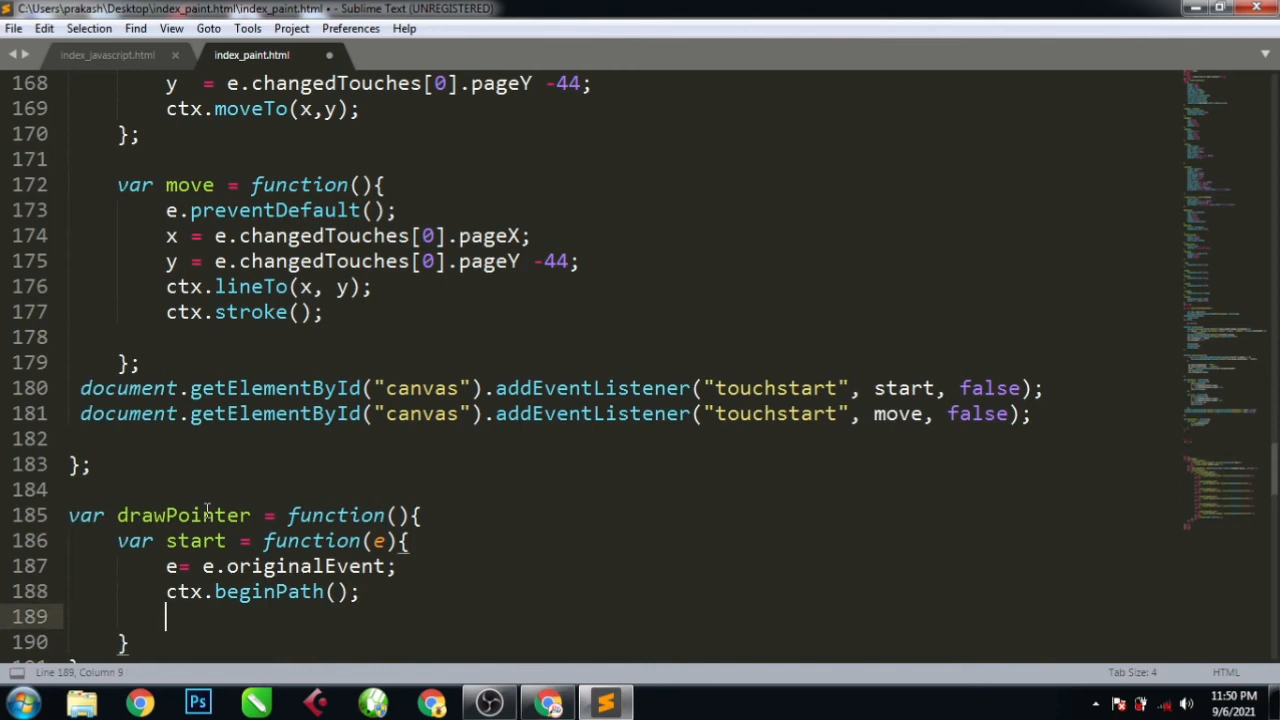 C:\Users\prakash\Desktop\index_paint.html\index_paint.html • - Sublime Text (UNREGISTERED)
File Edit Selection Find View Goto Tools Project Preferences Help
index_javascript.html index_paint.html
168 y = e.changedTouches[0].pageY -44;
169 ctx.moveTo(x,y);
170 };
171
172 var move = function(){
173 e.preventDefault();
174 x = e.changedTouches[0].pageX;
175 y = e.changedTouches[0].pageY -44;
176 ctx.lineTo(x, y);
177 ctx.stroke();
178
179 };
180 document.getElementById("canvas").addEventListener("touchstart", start, false);
181 document.getElementById("canvas").addEventListener("touchstart", move, false);
182
183 };
184
185 var drawPointer = function(){
186 var start = function(e){
187 e= e.originalEvent;
188 ctx.beginPath();
189
190 }
Line 189, Column 9 Tab Size: 4 HTML
Ps
11:50 PM
9/6/2021